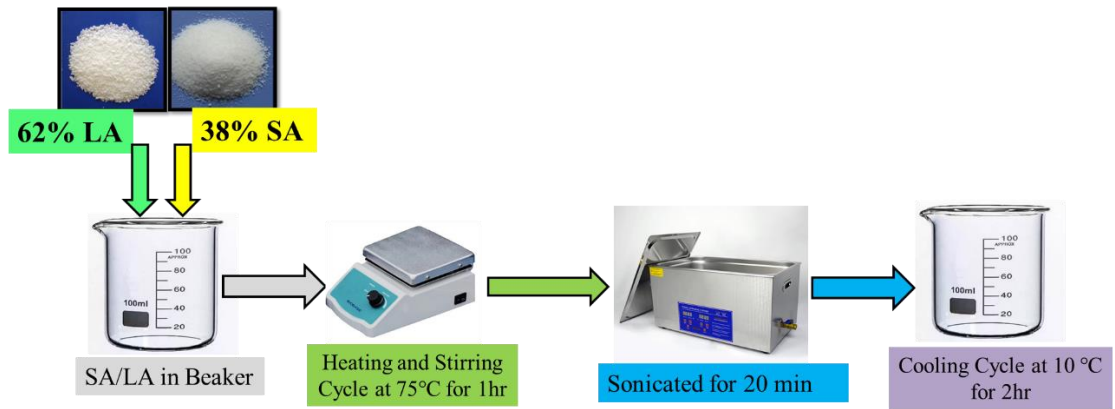 62% LA
38% SA
100
APPROX
80
60
40
20
100ml
SA/LA in Beaker
Heating and Stirring
Cycle at 75℃ for 1hr
Sonicated for 20 min
100
APPROX
80
60
40
20
100ml
Cooling Cycle at 10 ℃
for 2hr